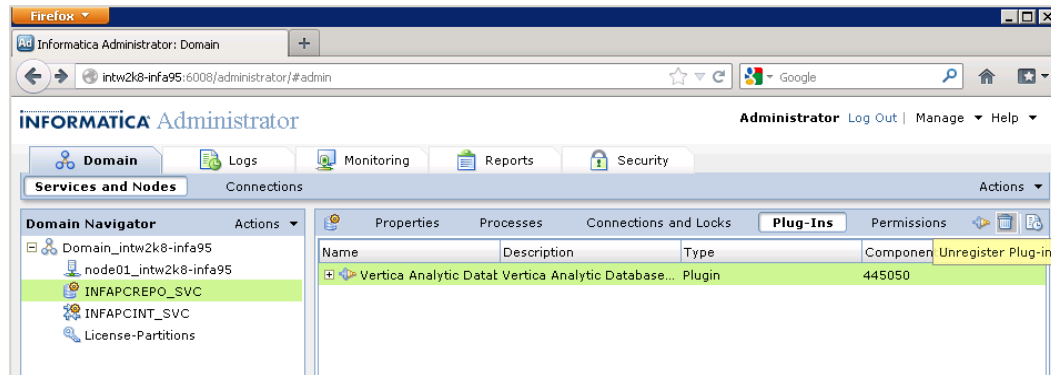 Firefox
Informatica Administrator: Domain
intw2k8-infa95:6008/administrator/#admin Google
INFORMATICA Administrator Administrator Log Out | Manage Help
Domain Logs Monitoring Reports Security
Services and Nodes Connections Actions
Domain Navigator Actions Properties Processes Connections and Locks Plug-Ins Permissions
Domain_intw2k8-infa95 Name Description Type Componen Unregister Plug-in
node01_intw2k8-infa95 Vertica Analytic Datab Vertica Analytic Database... Plugin 445050
INFAPCREPO_SVC
INFAPCINT_SVC
License-Partitions